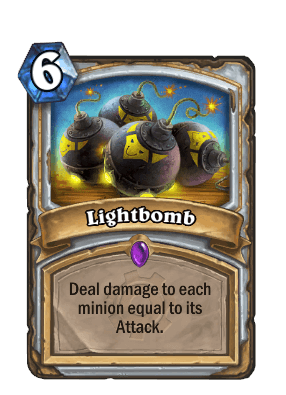 6
Lightbomb
Deal damage to each
minion equal to its
Attack.